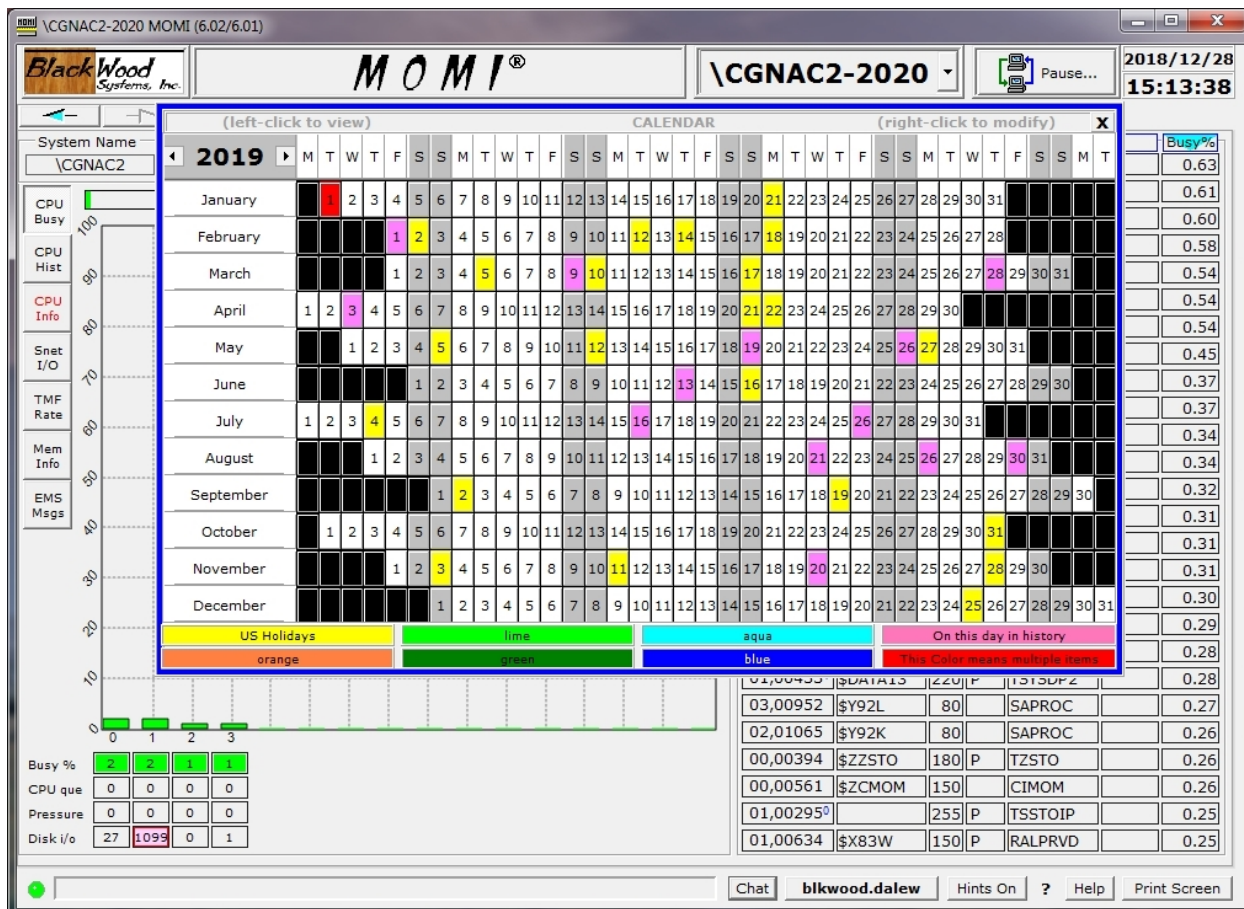 \CGNAC2-2020 MOMI (6.02/6.01)
BlackWood Systems, Inc.
MOMI®
\CGNAC2-2020
Pause...
2018/12/28
15:13:38
System Name
\CGNAC2
(left-click to view) CALENDAR (right-click to modify) X
2019 M T W T F S S M T W T F S S M T W T F S S M T W T F S S M T W T F S S M T
January 1 2 3 4 5 6 7 8 9 10 11 12 13 14 15 16 17 18 19 20 21 22 23 24 25 26 27 28 29 30 31
February 1 2 3 4 5 6 7 8 9 10 11 12 13 14 15 16 17 18 19 20 21 22 23 24 25 26 27 28
March 1 2 3 4 5 6 7 8 9 10 11 12 13 14 15 16 17 18 19 20 21 22 23 24 25 26 27 28 29 30 31
April 1 2 3 4 5 6 7 8 9 10 11 12 13 14 15 16 17 18 19 20 21 22 23 24 25 26 27 28 29 30
May 1 2 3 4 5 6 7 8 9 10 11 12 13 14 15 16 17 18 19 20 21 22 23 24 25 26 27 28 29 30 31
June 1 2 3 4 5 6 7 8 9 10 11 12 13 14 15 16 17 18 19 20 21 22 23 24 25 26 27 28 29 30
July 1 2 3 4 5 6 7 8 9 10 11 12 13 14 15 16 17 18 19 20 21 22 23 24 25 26 27 28 29 30 31
August 1 2 3 4 5 6 7 8 9 10 11 12 13 14 15 16 17 18 19 20 21 22 23 24 25 26 27 28 29 30 31
September 1 2 3 4 5 6 7 8 9 10 11 12 13 14 15 16 17 18 19 20 21 22 23 24 25 26 27 28 29 30
October 1 2 3 4 5 6 7 8 9 10 11 12 13 14 15 16 17 18 19 20 21 22 23 24 25 26 27 28 29 30 31
November 1 2 3 4 5 6 7 8 9 10 11 12 13 14 15 16 17 18 19 20 21 22 23 24 25 26 27 28 29 30
December 1 2 3 4 5 6 7 8 9 10 11 12 13 14 15 16 17 18 19 20 21 22 23 24 25 26 27 28 29 30 31
US Holidays lime aqua On this day in history
orange green blue This Color means multiple items
CPU Busy
CPU Hist
CPU Info
Snet I/O
TMF Rate
Mem Info
EMS Msgs
100
90
80
70
60
50
40
30
20
10
0
0 1 2 3
Busy % 2 2 1 1
CPU que 0 0 0 0
Pressure 0 0 0 0
Disk i/o 27 1099 0 1
Busy%
0.63
0.61
0.60
0.58
0.54
0.54
0.54
0.45
0.37
0.37
0.34
0.34
0.32
0.31
0.31
0.31
0.30
0.29
0.28
$DATA13 220 P TSYSDP2 0.28
03,00952 $Y92L 80 SAPROC 0.27
02,01065 $Y92K 80 SAPROC 0.26
00,00394 $ZZSTO 180 P TZSTO 0.26
00,00561 $ZCMOM 150 CIMOM 0.26
01,00295⁰ 255 P TSSTOIP 0.25
01,00634 $X83W 150 P RALPRVD 0.25
Chat blkwood.dalew Hints On ? Help Print Screen